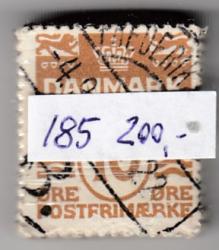 DANMARK
185 200,-
ØRE ØRE
POSTFRIMÆRKE